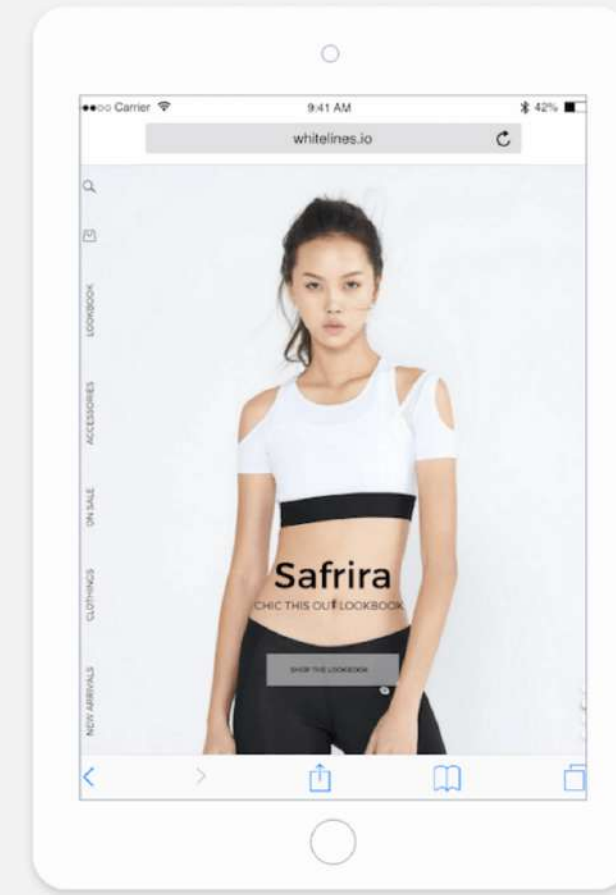 Carrier 9:41 AM 42%
whitelines.io
LOOKBOOK
ACCESSORIES
ON SALE
CLOTHINGS
NEW ARRIVALS
Safrira
CHIC THIS OUT LOOKBOOK
SHOP THE LOOKBOOK